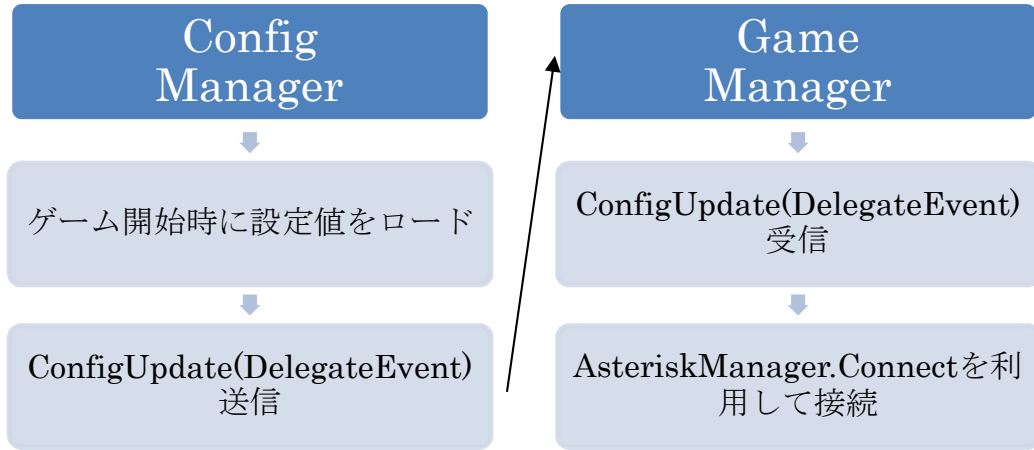 Config
Manager
ゲーム開始時に設定値をロード
ConfigUpdate(DelegateEvent)
送信
Game
Manager
ConfigUpdate(DelegateEvent)
受信
AsteriskManager.Connectを利
用して接続